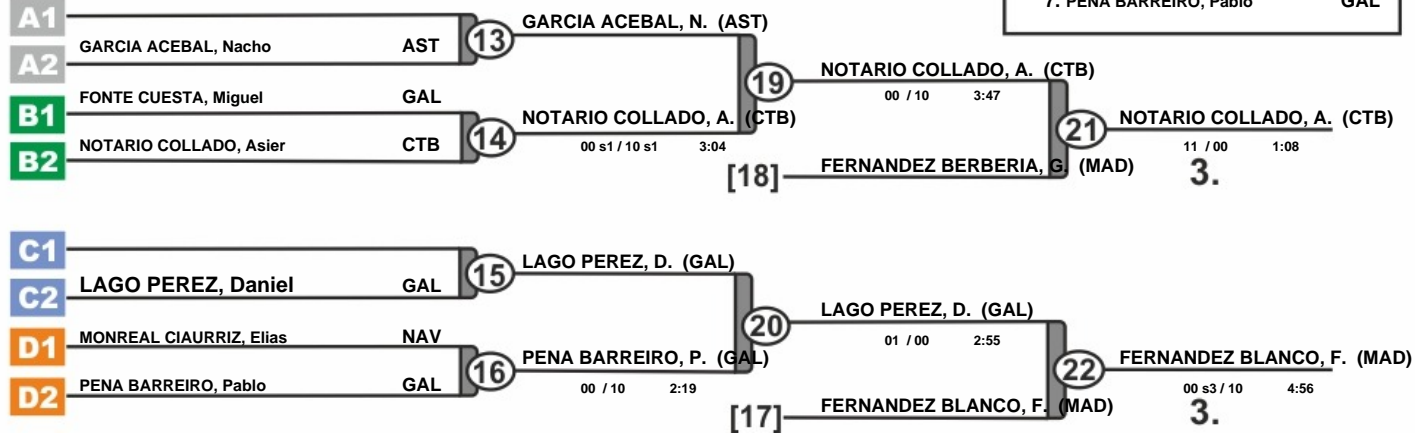 7. PENA BARREIRO, Pablo GAL
A1
GARCIA ACEBAL, N. (AST)
13
GARCIA ACEBAL, Nacho AST
A2
19
NOTARIO COLLADO, A. (CTB)
00 / 10 3:47
FONTE CUESTA, Miguel GAL
B1
14
NOTARIO COLLADO, A. (CTB)
00 s1 / 10 s1 3:04
21
NOTARIO COLLADO, A. (CTB)
11 / 00 1:08
3.
NOTARIO COLLADO, Asier CTB
B2
[18]
FERNANDEZ BERBERIA, G. (MAD)
C1
15
LAGO PEREZ, D. (GAL)
LAGO PEREZ, Daniel GAL
C2
20
LAGO PEREZ, D. (GAL)
01 / 00 2:55
MONREAL CIAURRIZ, Elias NAV
D1
16
PENA BARREIRO, P. (GAL)
00 / 10 2:19
22
FERNANDEZ BLANCO, F. (MAD)
00 s3 / 10 4:56
3.
PENA BARREIRO, Pablo GAL
D2
[17]
FERNANDEZ BLANCO, F. (MAD)